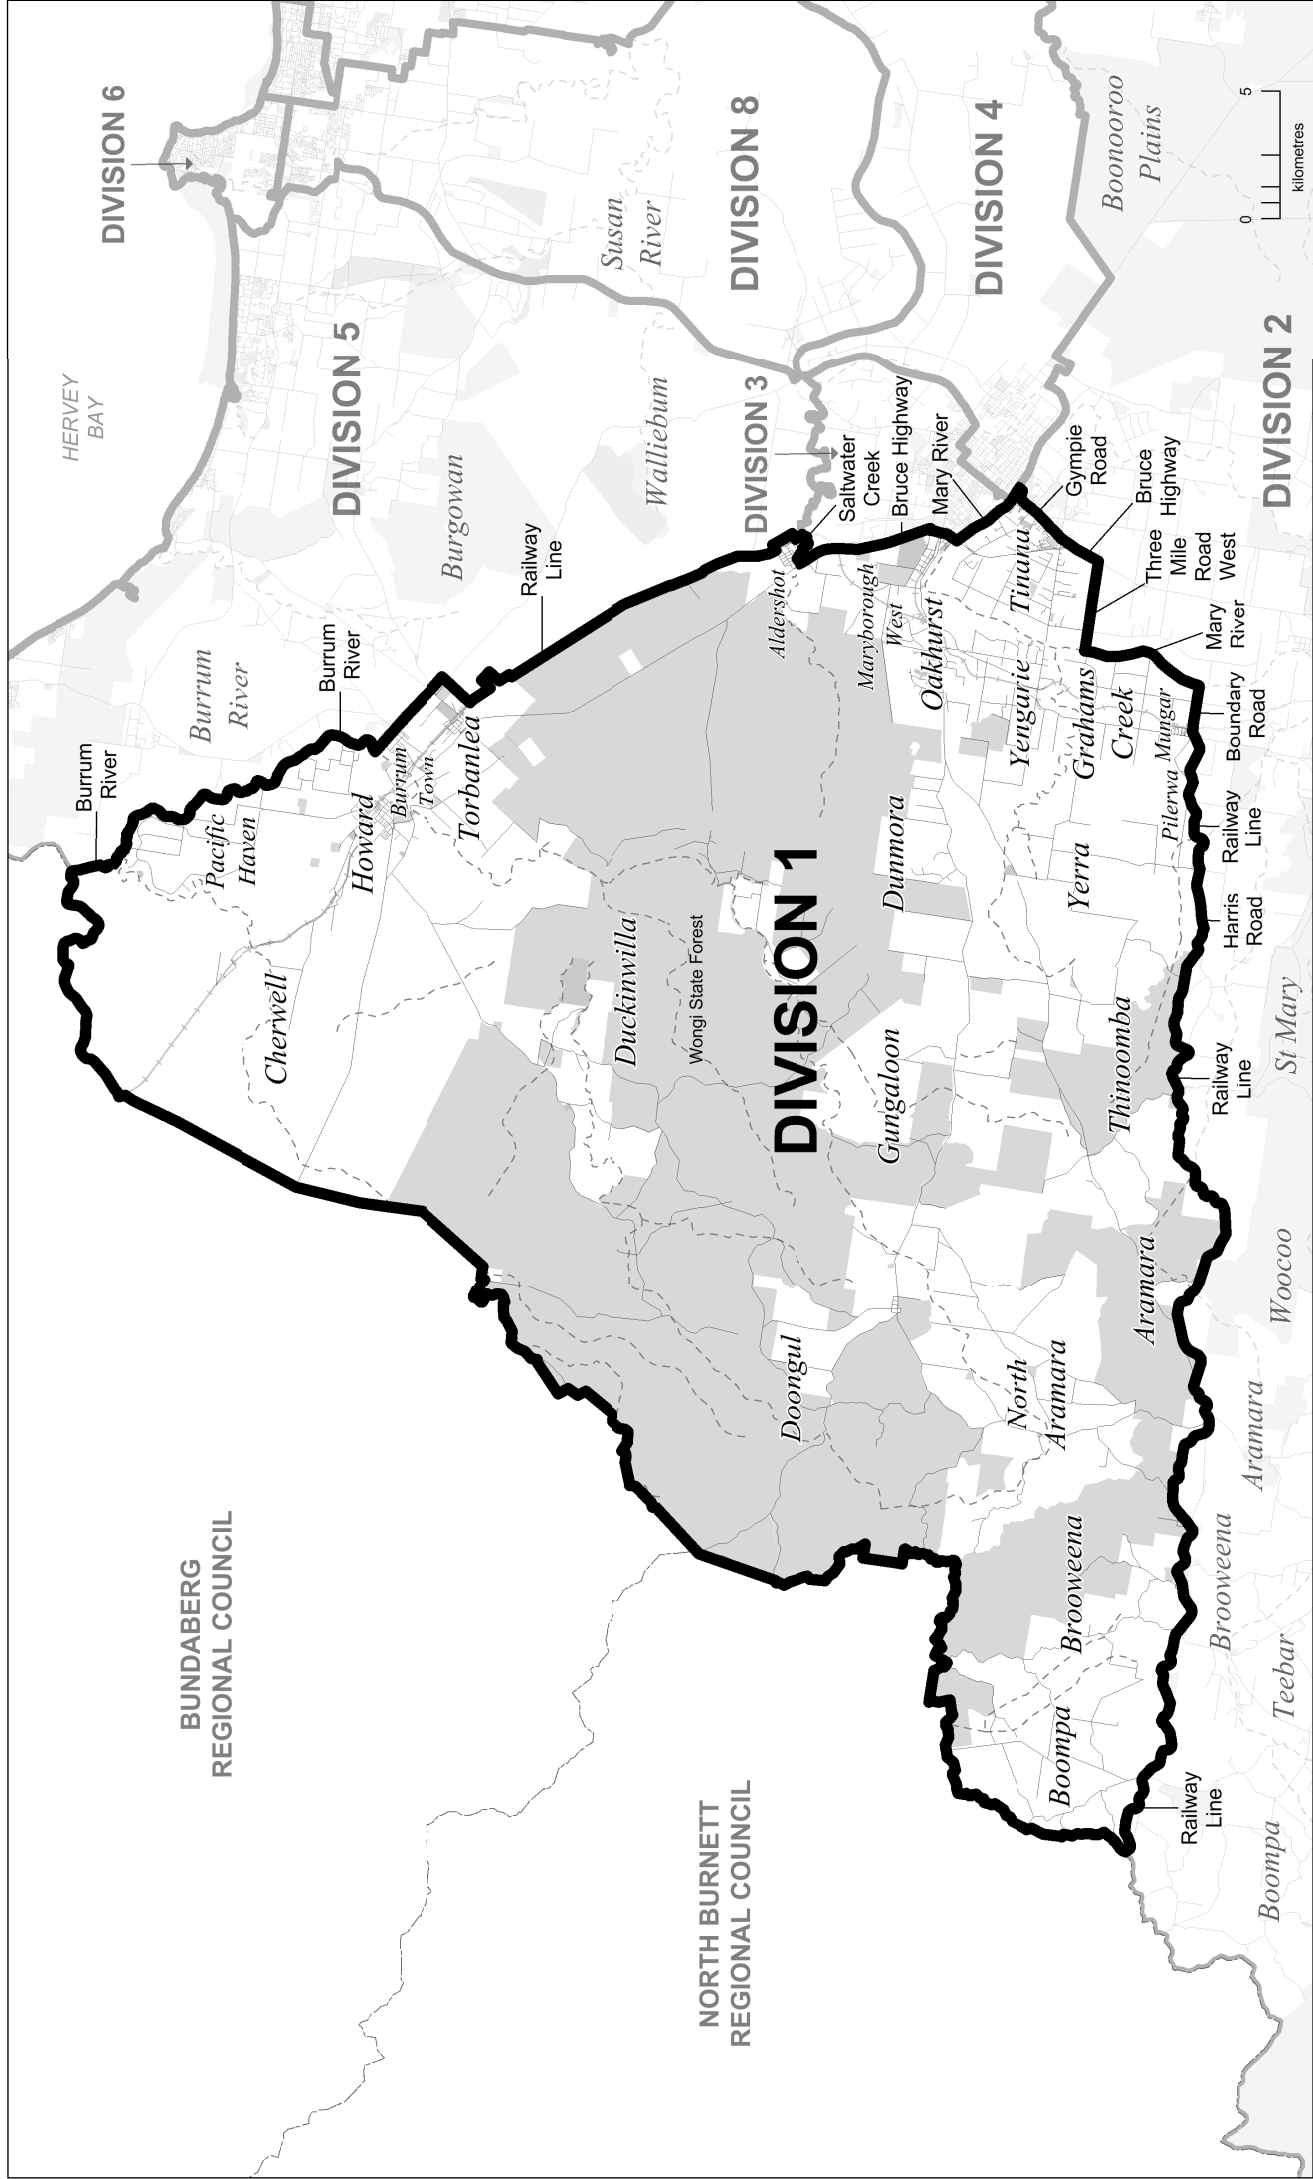 HERVEY
BAY
Burrum
River
DIVISION 6
BUNDABERG
REGIONAL COUNCIL
Burrum
River
Pacific
Haven
Cherwell
Burrum
River
DIVISION 5
Howard
Burrum
Town
Torbanlea
Burgowan
Railway
Line
Susan
River
Duckinwilla
Walliebum
Wongi State Forest
NORTH BURNETT
REGIONAL COUNCIL
DIVISION 8
DIVISION 3
Doongul
DIVISION 1
Aldershot
Saltwater
Creek
Maryborough
West
Bruce Highway
Gungaloon
Dunmora
Oakhurst
Mary River
DIVISION 4
North
Aramara
Yengarie
Tinana
Gympie
Road
Boompa
Brooweena
Yerra
Grahams
Creek
Boonooroo
Plains
Thinoomba
Aramara
Pilerwa
Mungar
Bruce
Highway
Three
Mile
Road
West
Railway
Line
Railway
Line
Harris
Road
Railway
Line
Boundary
Road
Mary
River
Brooweena
Aramara
Boompa
Teebar
Woocoo
St Mary
DIVISION 2
0
5
kilometres